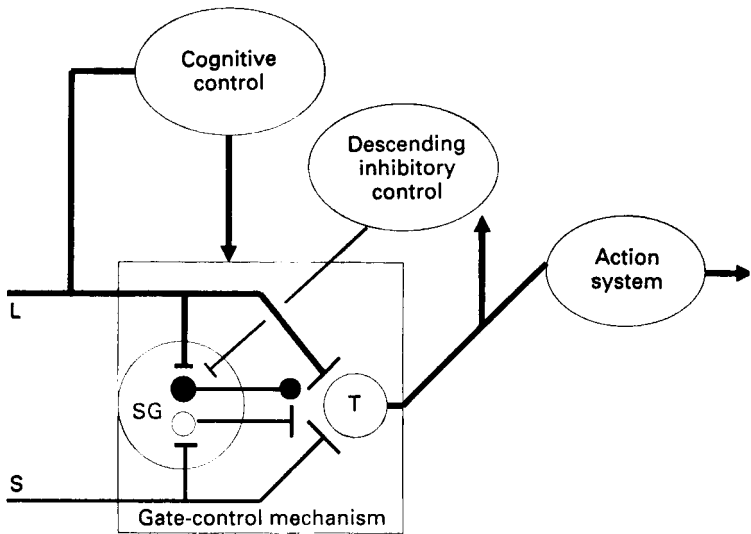 Cognitive
control
Descending
inhibitory
control
Action
system
L
SG
T
S
Gate-control mechanism